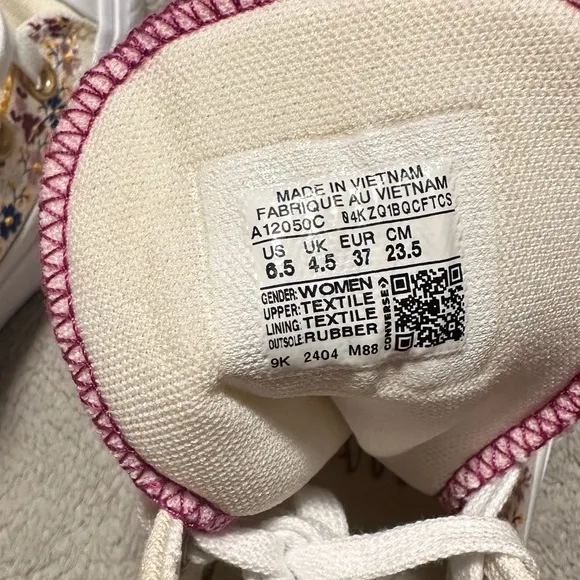 MADE IN VIETNAM
FABRIQUE AU VIETNAM
A12050C 04KZQ1BQCFTCS
US UK EUR CM
6.5 4.5 37 23.5
GENDER: WOMEN
UPPER: TEXTILE
LINING: TEXTILE
OUTSOLE: RUBBER
CONVERSE
9K 2404 M88